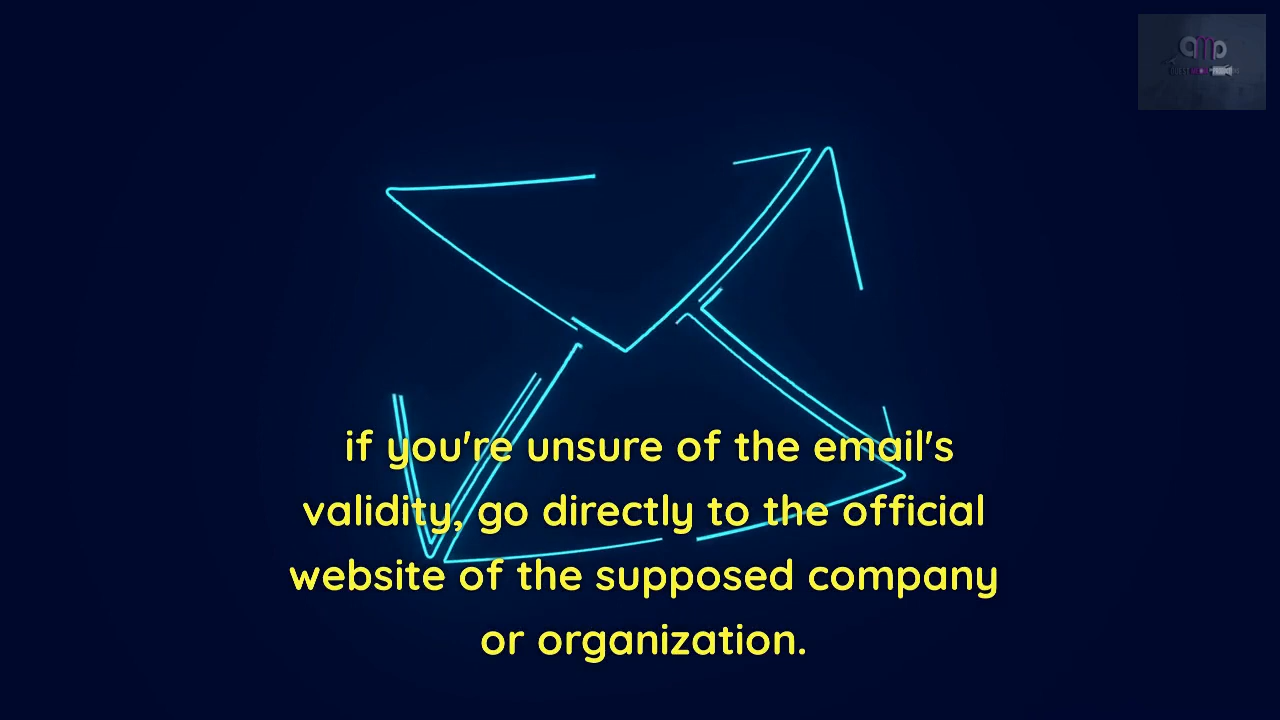 if you're unsure of the email's
validity, go directly to the official
website of the supposed company
or organization.